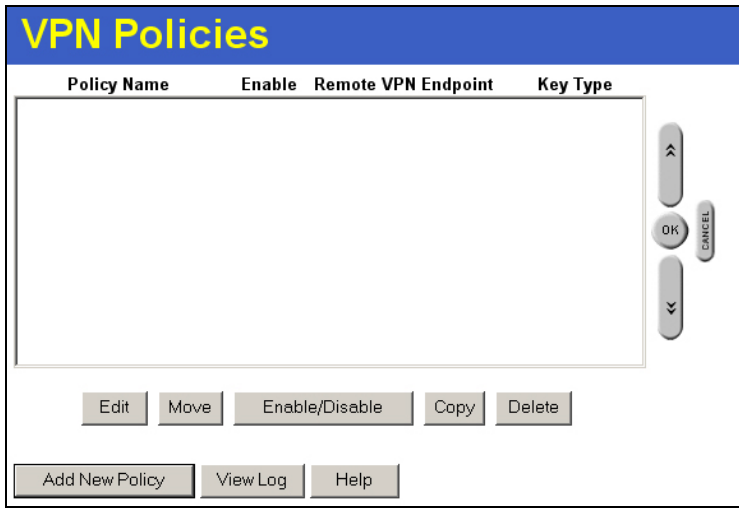 VPN Policies
Policy Name Enable Remote VPN Endpoint Key Type
OK
CANCEL
Edit Move Enable/Disable Copy Delete
Add New Policy View Log Help